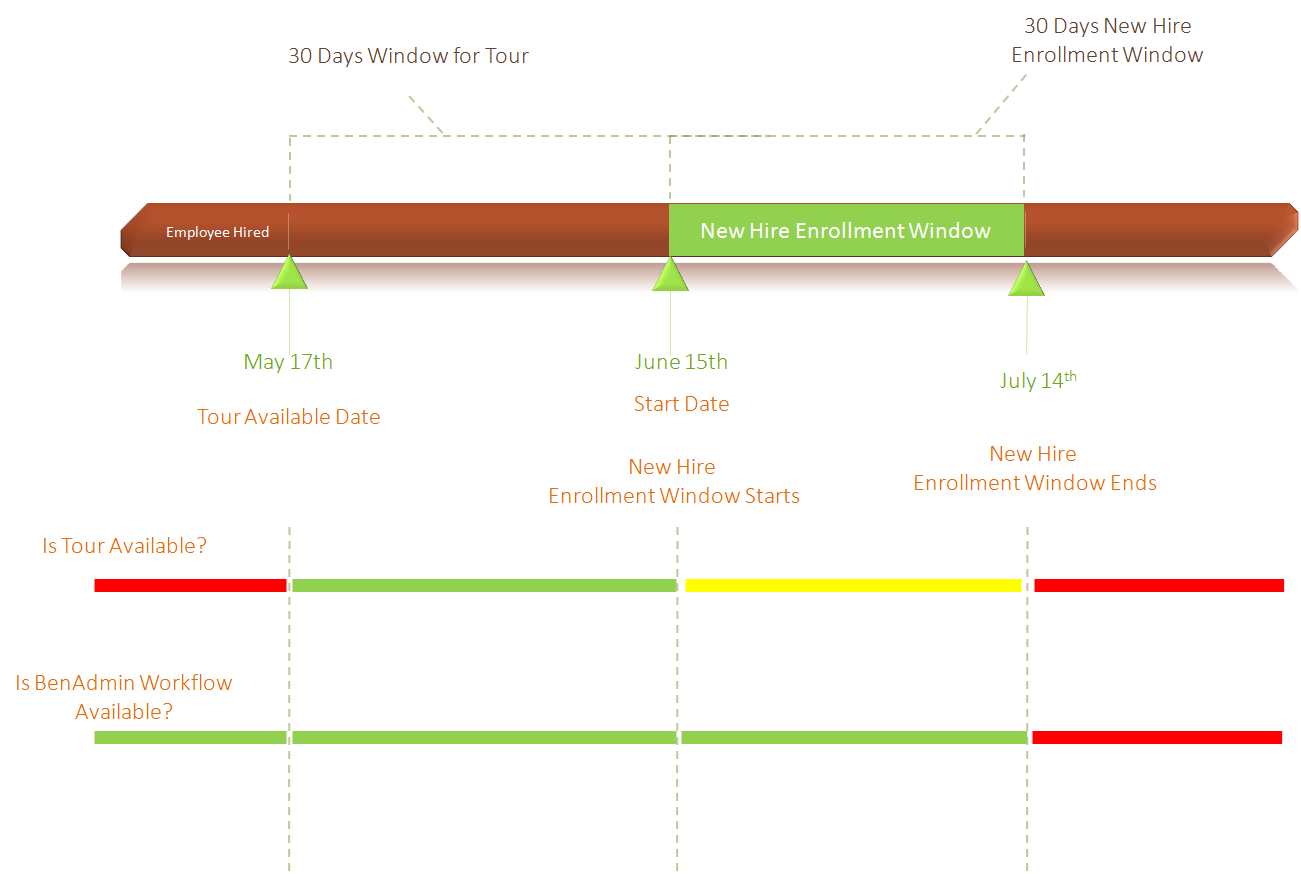 30 Days Window for Tour
30 Days New Hire
Enrollment Window
Employee Hired
New Hire Enrollment Window
May 17th
June 15th
July 14th
Tour Available Date
Start Date
New Hire
Enrollment Window Starts
New Hire
Enrollment Window Ends
Is Tour Available?
Is BenAdmin Workflow
Available?